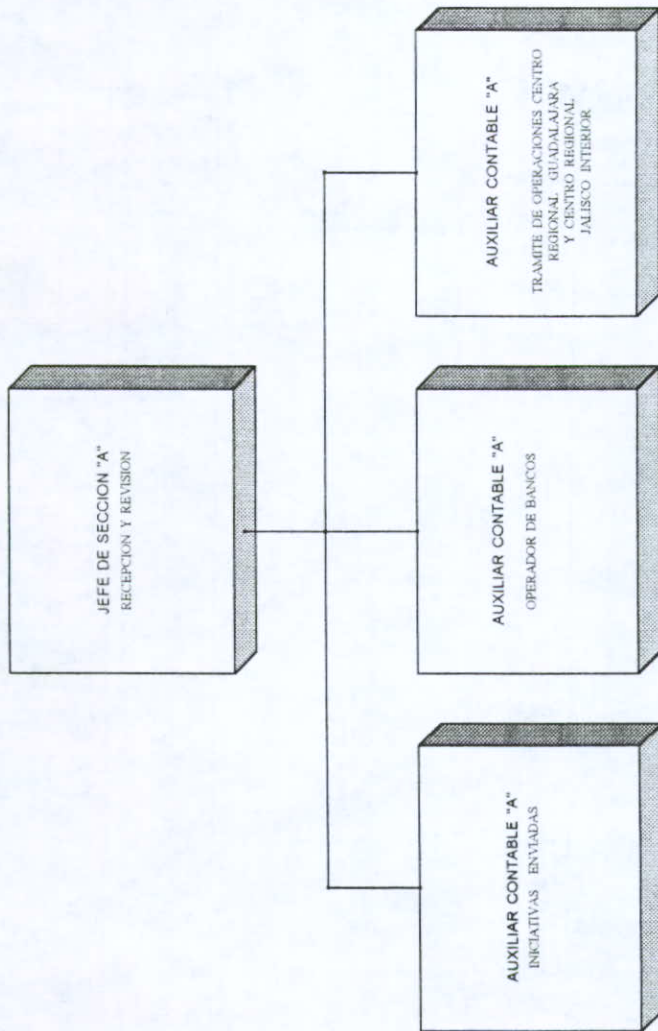 JEFE DE SECCION "A"
RECEPCION Y REVISION
AUXILIAR CONTABLE "A"
INICIATIVAS ENVIADAS
AUXILIAR CONTABLE "A"
OPERADOR DE BANCOS
AUXILIAR CONTABLE "A"
TRAMITE DE OPERACIONES CENTRO
REGIONAL GUADALAJARA
Y CENTRO REGIONAL
JALISCO INTERIOR